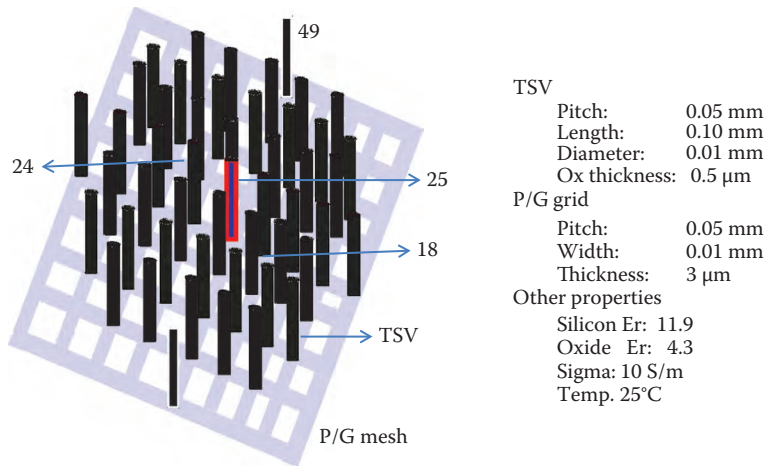 49
24
25
18
TSV
P/G mesh
TSV
Pitch: 0.05 mm
Length: 0.10 mm
Diameter: 0.01 mm
Ox thickness: 0.5 μm
P/G grid
Pitch: 0.05 mm
Width: 0.01 mm
Thickness: 3 μm
Other properties
Silicon Er: 11.9
Oxide Er: 4.3
Sigma: 10 S/m
Temp. 25°C